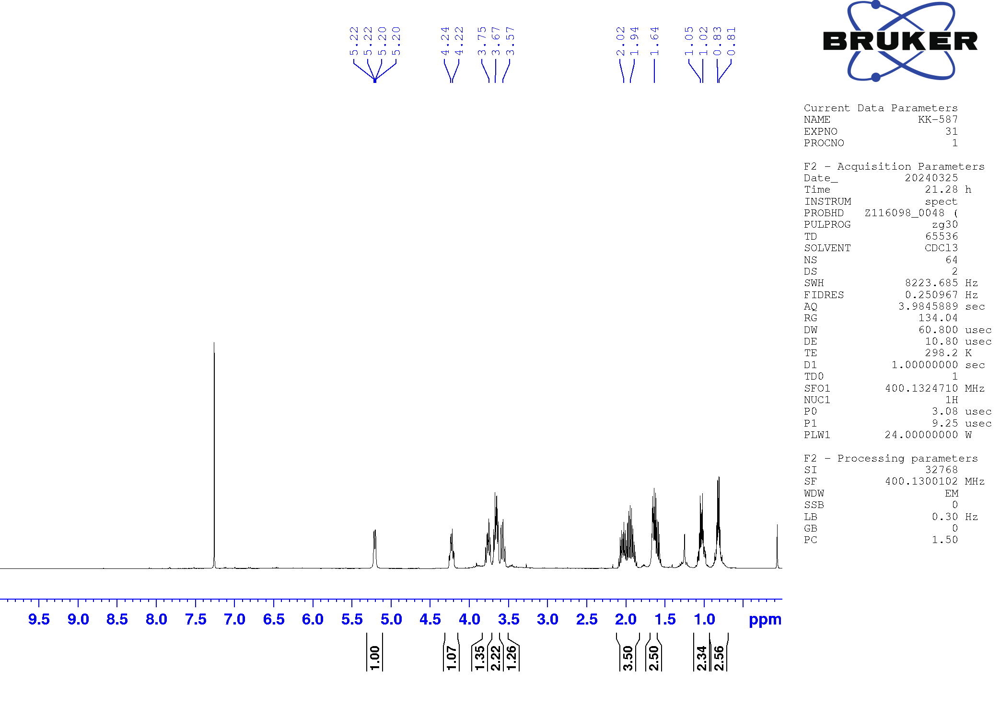 5.22
5.22
5.20
5.20
4.24
4.22
3.75
3.67
3.57
2.02
1.94
1.64
1.05
1.02
0.83
0.81
BRUKER
Current Data Parameters
NAME KK-587
EXPNO 31
PROCNO 1
F2 - Acquisition Parameters
Date_ 20240325
Time 21.28 h
INSTRUM spect
PROBHD Z116098_0048 (
PULPROG zg30
TD 65536
SOLVENT CDCl3
NS 64
DS 2
SWH 8223.685 Hz
FIDRES 0.250967 Hz
AQ 3.9845889 sec
RG 134.04
DW 60.800 usec
DE 10.80 usec
TE 298.2 K
D1 1.00000000 sec
TD0 1
SFO1 400.1324710 MHz
NUC1 1H
P0 3.08 usec
P1 9.25 usec
PLW1 24.00000000 W
F2 - Processing parameters
SI 32768
SF 400.1300102 MHz
WDW EM
SSB 0
LB 0.30 Hz
GB 0
PC 1.50
9.5 9.0 8.5 8.0 7.5 7.0 6.5 6.0 5.5 5.0 4.5 4.0 3.5 3.0 2.5 2.0 1.5 1.0 ppm
1.00
1.07
1.35
2.22
1.26
3.50
2.50
2.34
2.56